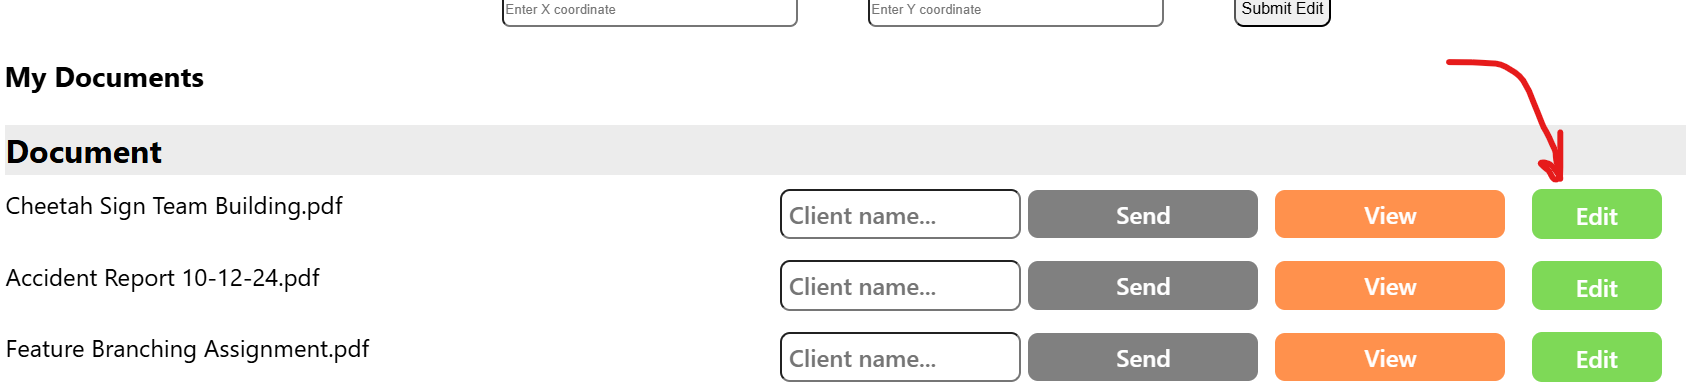 Enter X coordinate Enter Y coordinate Submit Edit
My Documents
Document
Cheetah Sign Team Building.pdf Client name... Send View Edit
Accident Report 10-12-24.pdf Client name... Send View Edit
Feature Branching Assignment.pdf Client name... Send View Edit